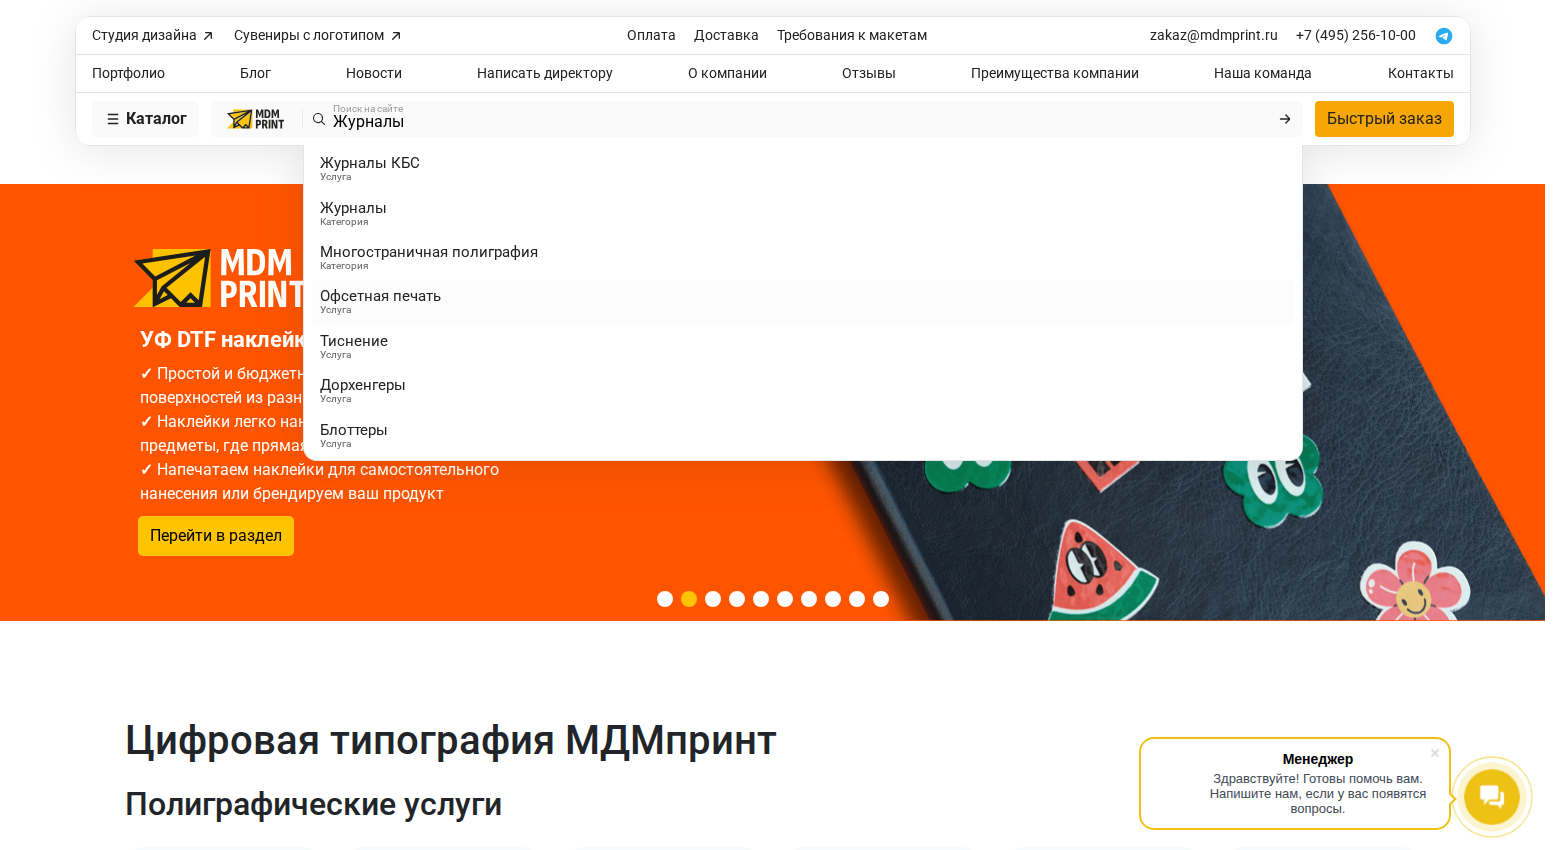 Студия дизайна
Сувениры с логотипом
Оплата
Доставка
Требования к макетам
zakaz@mdmprint.ru
+7 (495) 256-10-00
Портфолио
Блог
Новости
Написать директору
О компании
Отзывы
Преимущества компании
Наша команда
Контакты
Каталог
MDM
PRINT
Поиск на сайте
Журналы
Быстрый заказ
Журналы КБС
Услуга
Журналы
Категория
Многостраничная полиграфия
Категория
Офсетная печать
Услуга
Тиснение
Услуга
Дорхенгеры
Услуга
Блоттеры
Услуга
MDM
PRINT
УФ DTF наклейк
✓ Простой и бюджетн
поверхностей из разн
✓ Наклейки легко нан
предметы, где прямая
✓ Напечатаем наклейки для самостоятельного
нанесения или брендируем ваш продукт
Перейти в раздел
Цифровая типография МДМпринт
Полиграфические услуги
Менеджер
Здравствуйте! Готовы помочь вам.
Напишите нам, если у вас появятся
вопросы.